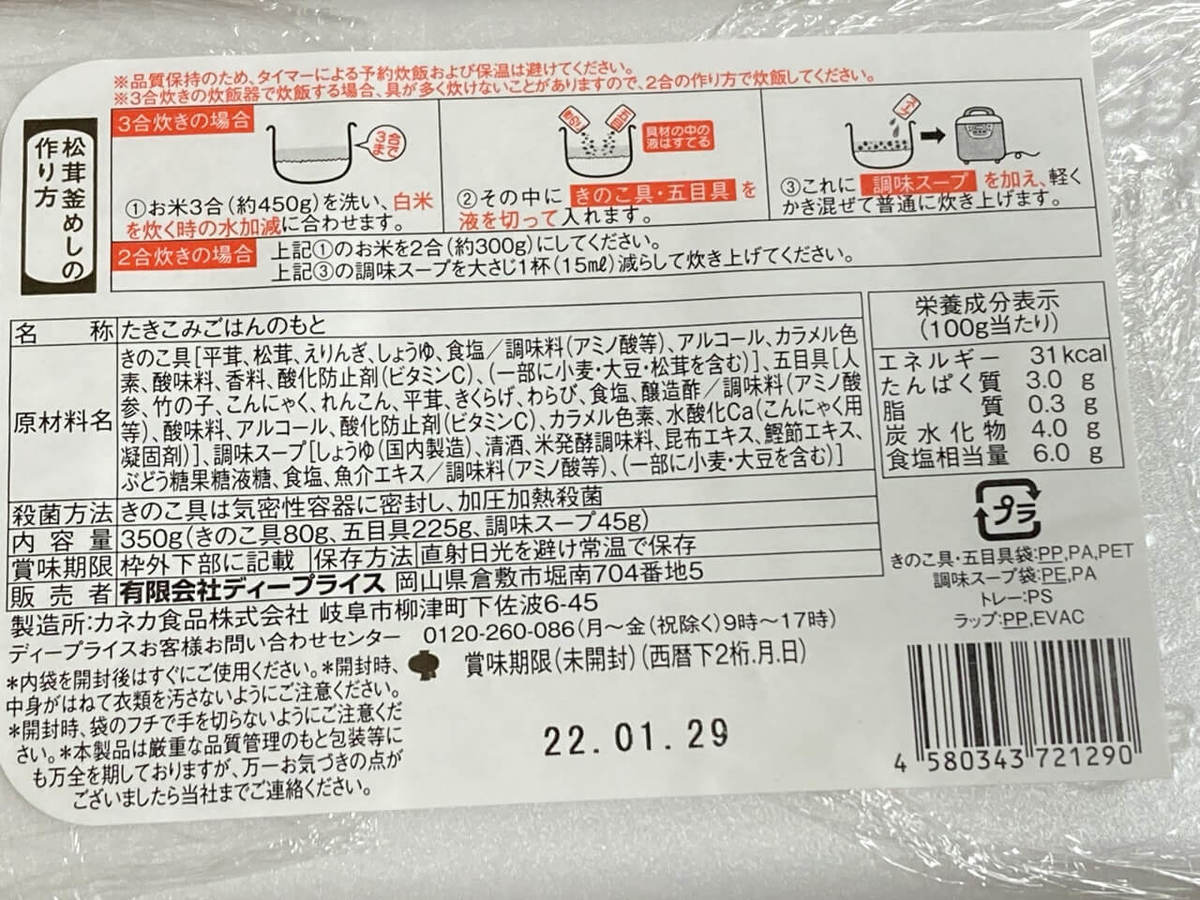 ※品質保持のため、タイマーによる予約炊飯および保温は避けてください。
※3合炊きの炊飯器で炊飯する場合、具が多く炊けないことがありますので、2合の作り方で炊飯してください。
松茸釜めしの
作り方
3合炊きの場合
①お米3合(約450g)を洗い、白米
を炊く時の水加減に合わせます。
具材の中の
液はすてる
②その中に きのこ具・五目具 を
液を切って入れます。
③これに 調味スープ を加え、軽く
かき混ぜて普通に炊き上げます。
2合炊きの場合
上記①のお米を2合(約300g)にしてください。
上記③の調味スープを大さじ1杯(15㎖)減らして炊き上げてください。
名称 たきこみごはんのもと
原材料名
きのこ具[平茸、松茸、えりんぎ、しょうゆ、食塩/調味料(アミノ酸等)、アルコール、カラメル色
素、酸味料、香料、酸化防止剤(ビタミンC)、(一部に小麦・大豆・松茸を含む)]、五目具[人
参、竹の子、こんにゃく、れんこん、平茸、きくらげ、わらび、食塩、醸造酢/調味料(アミノ酸
等)、酸味料、アルコール、酸化防止剤(ビタミンC)、カラメル色素、水酸化Ca(こんにゃく用
凝固剤)]、調味スープ[しょうゆ(国内製造)、清酒、米発酵調味料、昆布エキス、鰹節エキス、
ぶどう糖果糖液糖、食塩、魚介エキス/調味料(アミノ酸等)、(一部に小麦・大豆を含む)]
殺菌方法 きのこ具は気密性容器に密封し、加圧加熱殺菌
内容量 350g(きのこ具80g、五目具225g、調味スープ45g)
賞味期限 枠外下部に記載 保存方法 直射日光を避け常温で保存
販売者 有限会社ディープライス 岡山県倉敷市堀南704番地5
製造所:カネカ食品株式会社 岐阜市柳津町下佐波6-45
ディープライスお客様お問い合わせセンター 0120-260-086(月〜金(祝除く)9時〜17時)
栄養成分表示
(100g当たり)
エネルギー 31kcal
たんぱく質 3.0 g
脂質 0.3 g
炭水化物 4.0 g
食塩相当量 6.0 g
プラ
きのこ具・五目具袋:PP,PA,PET
調味スープ袋:PE,PA
トレー:PS
ラップ:PP,EVAC
*内袋を開封後はすぐにご使用ください。*開封時、
中身がはねて衣類を汚さないようにご注意ください。
*開封時、袋のフチで手を切らないようにご注意くだ
さい。*本製品は厳重な品質管理のもと包装等に
も万全を期しておりますが、万一お気づきの点が
ございましたら当社までご連絡ください。
賞味期限(未開封)(西暦下2桁.月.日)
22.01.29
4 580343 721290